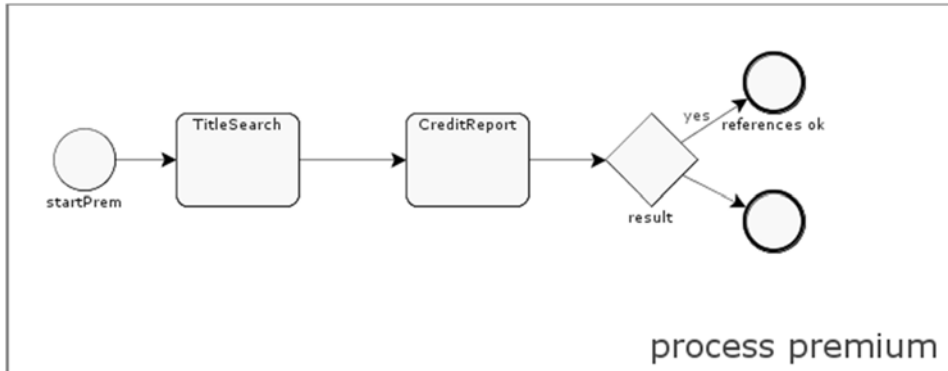 TitleSearch
CreditReport
yes
references ok
startPrem
result
process premium